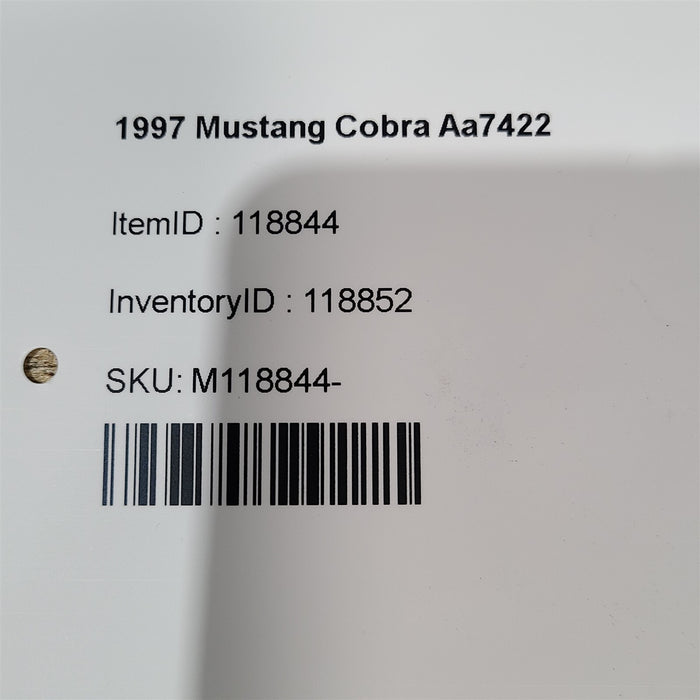 1997 Mustang Cobra Aa7422
ItemID : 118844
InventoryID : 118852
SKU: M118844-